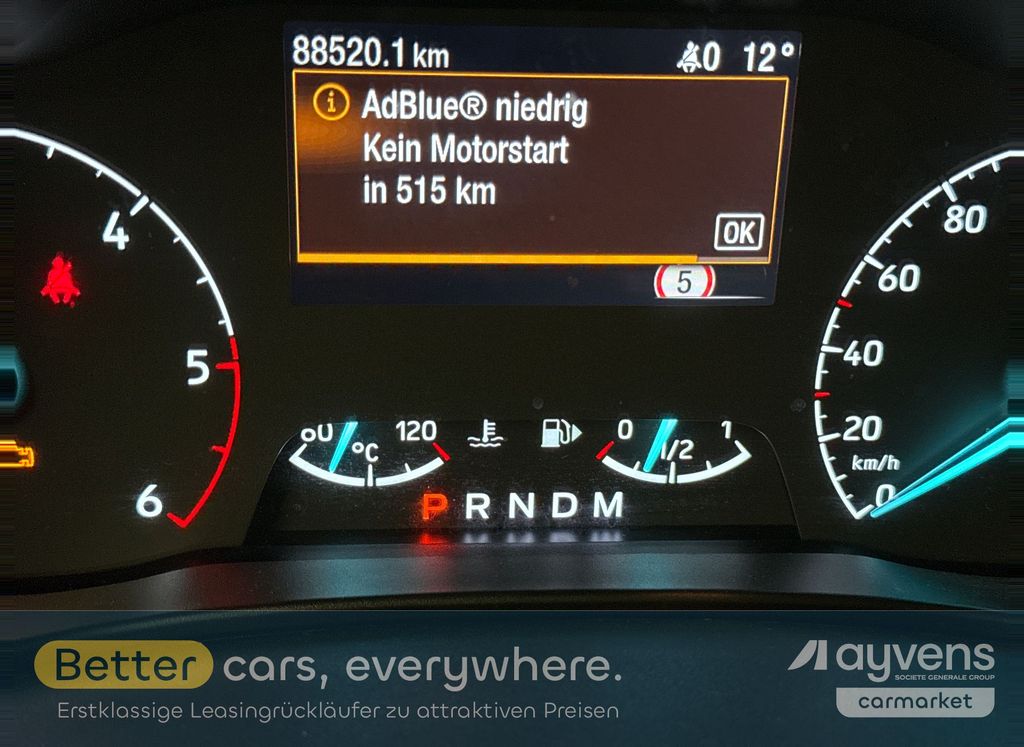 88520.1 km
0 12°
i AdBlue® niedrig
Kein Motorstart
in 515 km
OK
5
4
5
6
80
60
40
20
km/h
0
120
°C
0
1/2
1
P R N D M
Better cars, everywhere.
Erstklassige Leasingrückläufer zu attraktiven Preisen
ayvens
SOCIETE GENERALE GROUP
carmarket